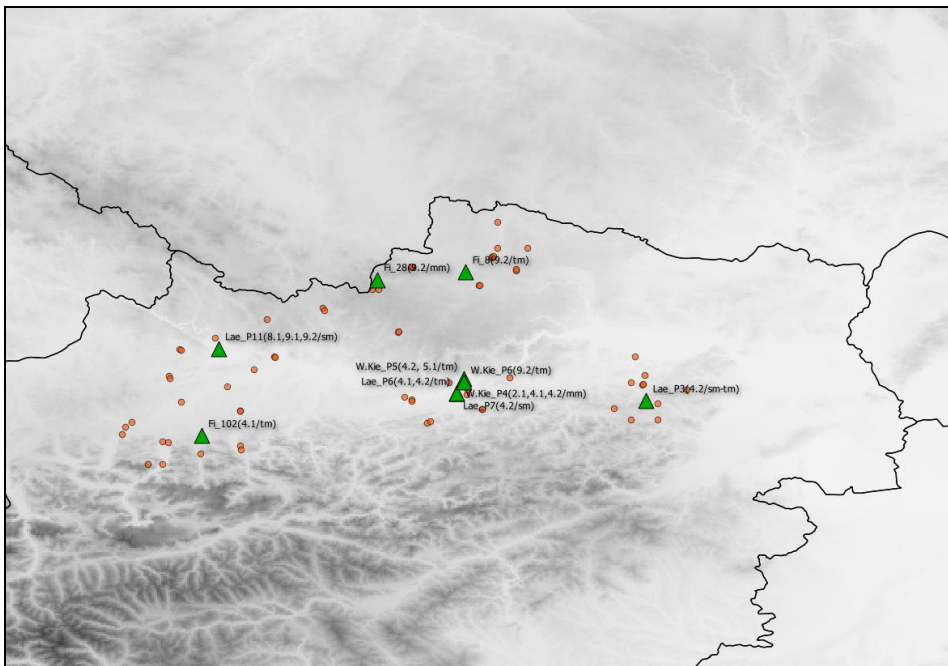 Fi_8(9.2/tm)
Fi_28(9.2/mm)
Lae_P11(8.1,9.1,9.2/sm)
W.Kie_P5(4.2, 5.1/tm)
W.Kie_P6(9.2/tm)
Lae_P6(4.1,4.2/tm)
Lae_P3(4.2/sm-tm)
W.Kie_P4(2.1,4.1,4.2/mm)
Lae_P7(4.2/sm)
Fi_102(4.1/tm)